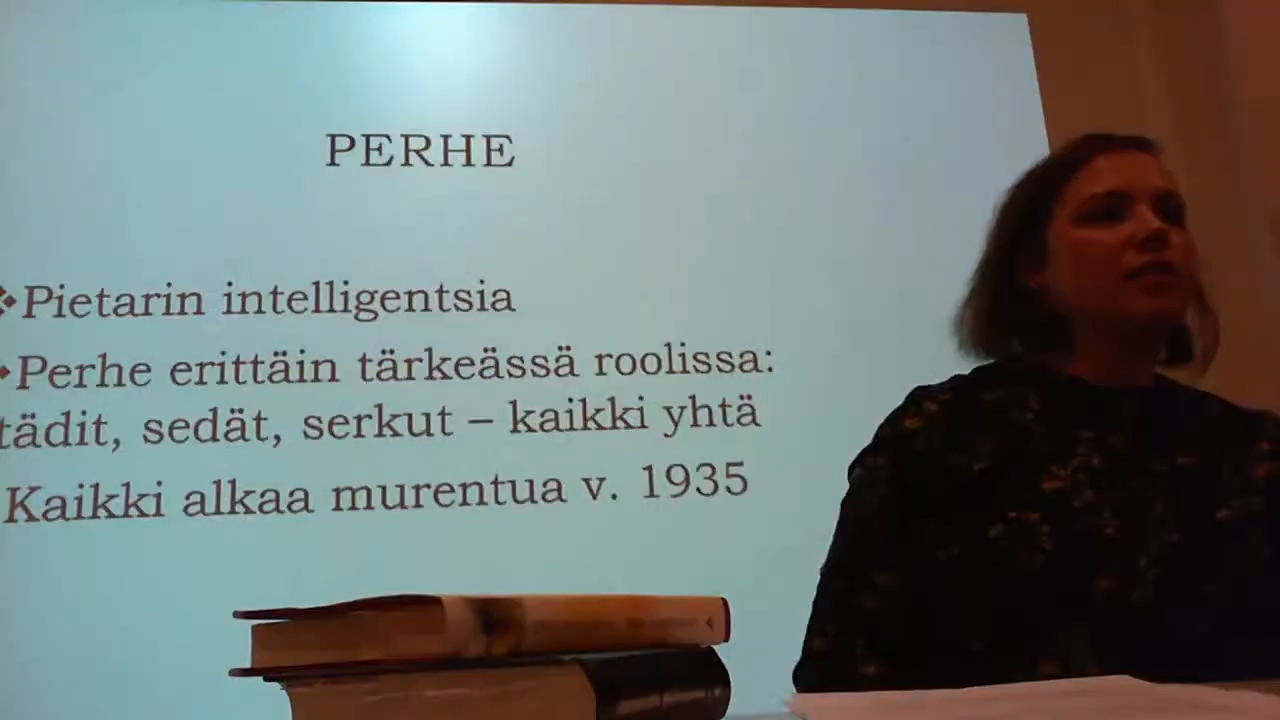 PERHE
Pietarin intelligentsia
Perhe erittäin tärkeässä roolissa:
tädit, sedät, serkut – kaikki yhtä
Kaikki alkaa murentua v. 1935